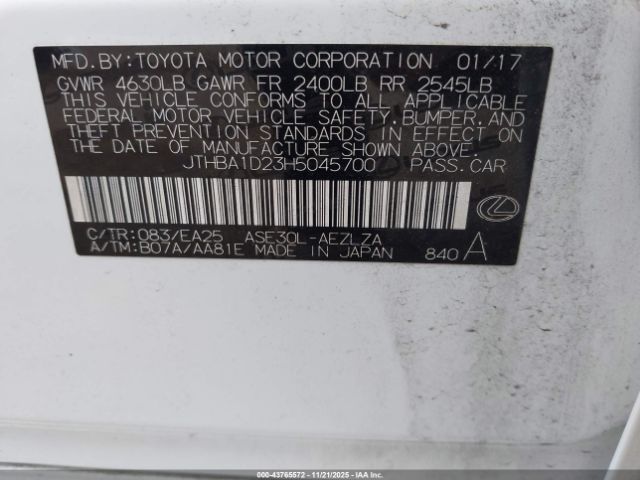 MFD.BY:TOYOTA MOTOR CORPORATION 01/17
GVWR 4630LB GAWR FR 2400LB RR 2545LB
THIS VEHICLE CONFORMS TO ALL APPLICABLE
FEDERAL MOTOR VEHICLE SAFETY,BUMPER,AND
THEFT PREVENTION STANDARDS IN EFFECT ON
THE DATE OF MANUFACTURE SHOWN ABOVE.
JTHBA1D23H5045700 PASS.CAR
C/TR:083/EA25 ASE30L-AEZLZA
A/TM:B07A/AA81E MADE IN JAPAN 840 A
000-43765572 - 11/21/2025 - IAAI.COM